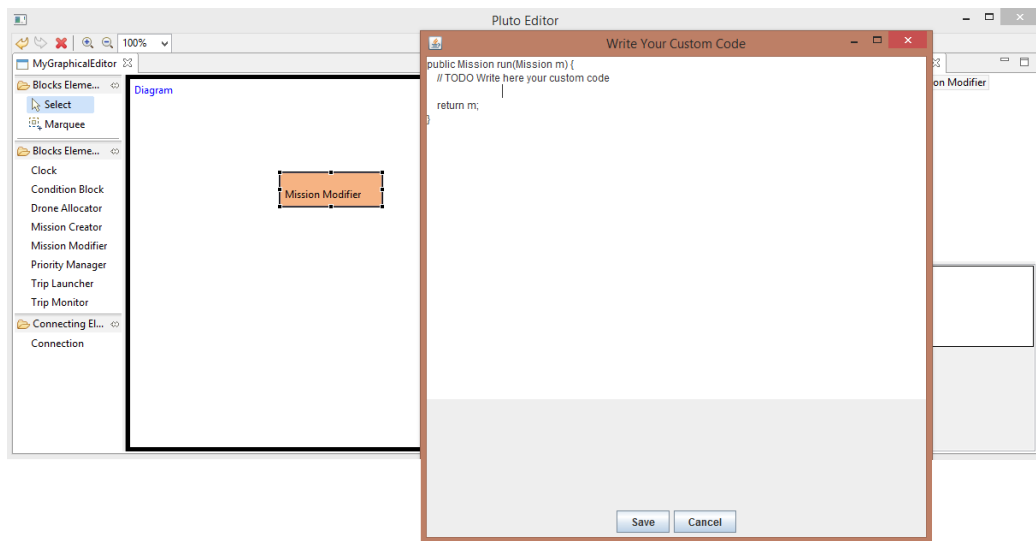 Pluto Editor
100%
MyGraphicalEditor
Blocks Eleme...
Select
Marquee
Blocks Eleme...
Clock
Condition Block
Drone Allocator
Mission Creator
Mission Modifier
Priority Manager
Trip Launcher
Trip Monitor
Connecting El...
Connection
Diagram
Mission Modifier
Write Your Custom Code
public Mission run(Mission m) {
// TODO Write here your custom code
return m;
}
Save Cancel
on Modifier